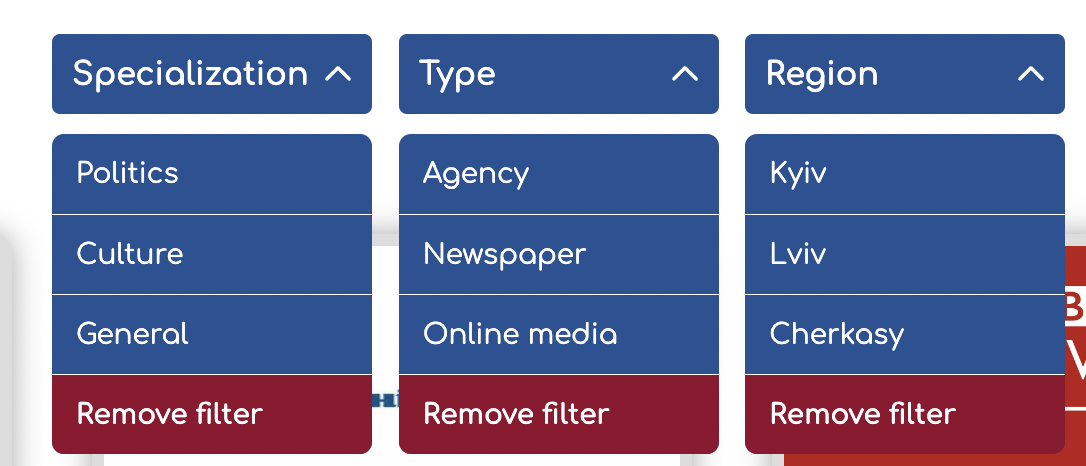 Specialization
Politics
Culture
General
Remove filter
Type
Agency
Newspaper
Online media
Remove filter
Region
Kyiv
Lviv
Cherkasy
Remove filter